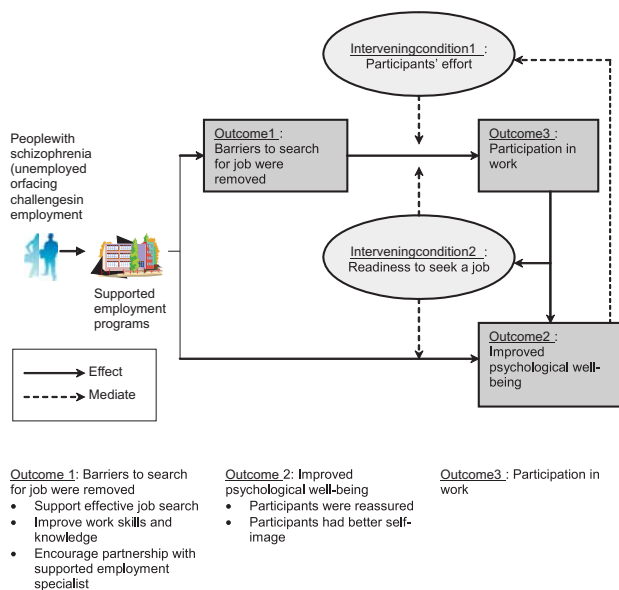 Interveningcondition1 :
Participants' effort
Outcome1 :
Barriers to search
for job were
removed
Outcome3 :
Participation in
work
Peoplewith
schizophrenia
(unemployed
orfacing
challengesin
employment
Interveningcondition2 :
Readiness to seek a job
Supported
employment
programs
Outcome2 :
Improved
psychological well-
being
Effect
Mediate
Outcome 1: Barriers to search
for job were removed
• Support effective job search
• Improve work skills and
knowledge
• Encourage partnership with
supported employment
specialist
Outcome 2: Improved
psychological well-being
• Participants were reassured
• Participants had better self-
image
Outcome3 : Participation in
work